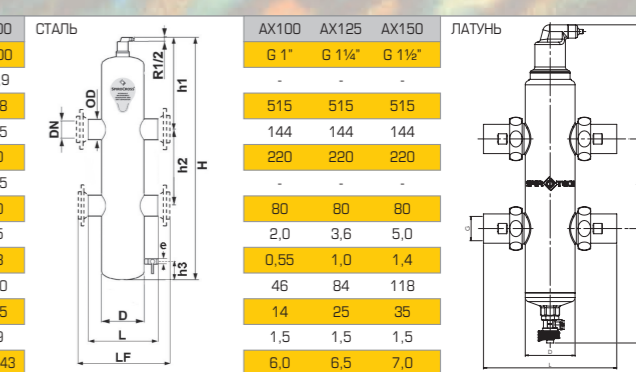 00 СТАЛЬ AX100 AX125 AX150 ЛАТУНЬ
00 G 1" G 1¼" G 1½"
9 - - -
8 515 515 515
5 144 144 144
0 220 220 220
5 - - -
0 80 80 80
5 2,0 3,6 5,0
3 0,55 1,0 1,4
0 46 84 118
5 14 25 35
9 1,5 1,5 1,5
43 6,0 6,5 7,0
R1/2
h1
OD
DN
h2
H
e
h3
D
L
LF
SPIROTECH
G
D
L